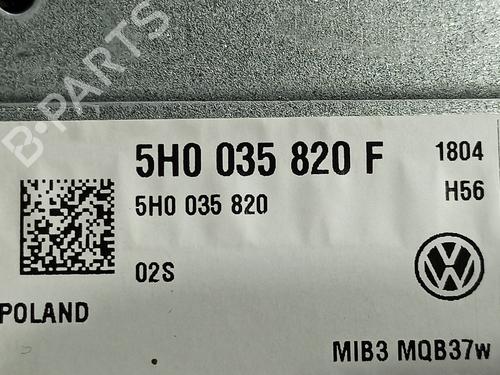 B-PARTS
5H0 035 820 F 1804
5H0 035 820 H56
02S
POLAND
MIB3 MQB37w